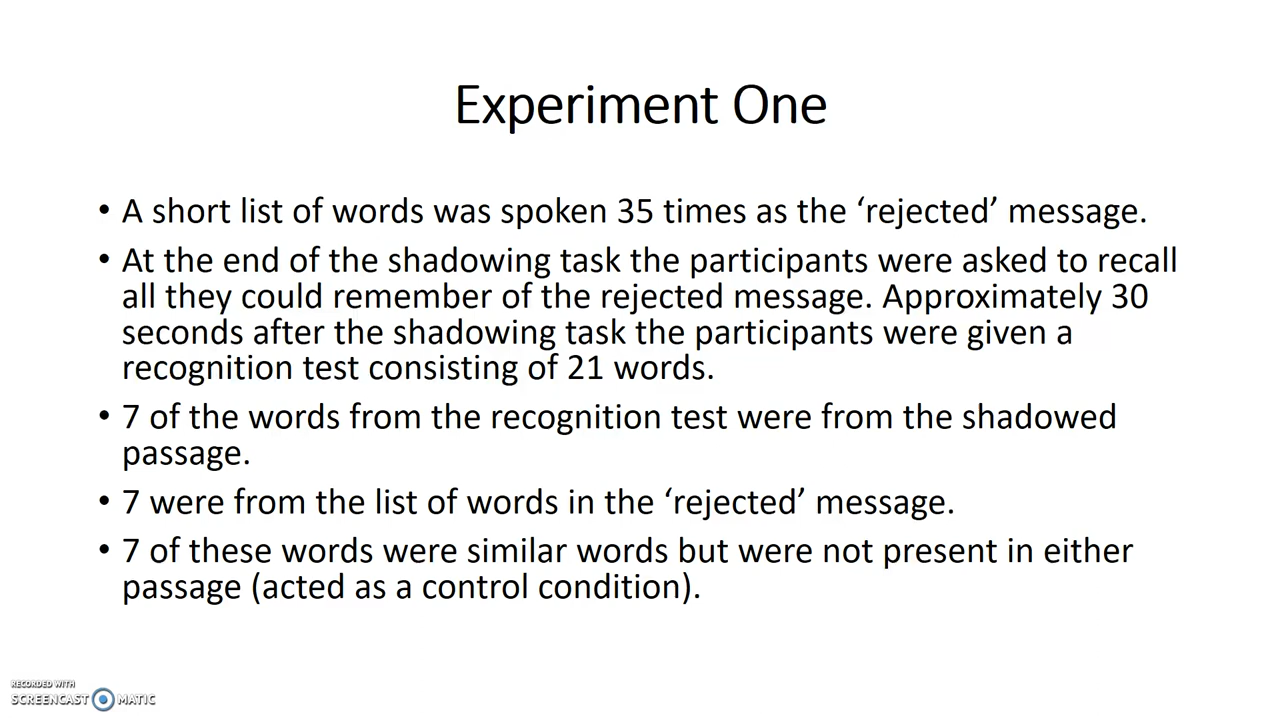 Experiment One
• A short list of words was spoken 35 times as the ‘rejected’ message.
• At the end of the shadowing task the participants were asked to recall
all they could remember of the rejected message. Approximately 30
seconds after the shadowing task the participants were given a
recognition test consisting of 21 words.
• 7 of the words from the recognition test were from the shadowed
passage.
• 7 were from the list of words in the ‘rejected’ message.
• 7 of these words were similar words but were not present in either
passage (acted as a control condition).
RECORDED WITH
SCREENCAST MATIC